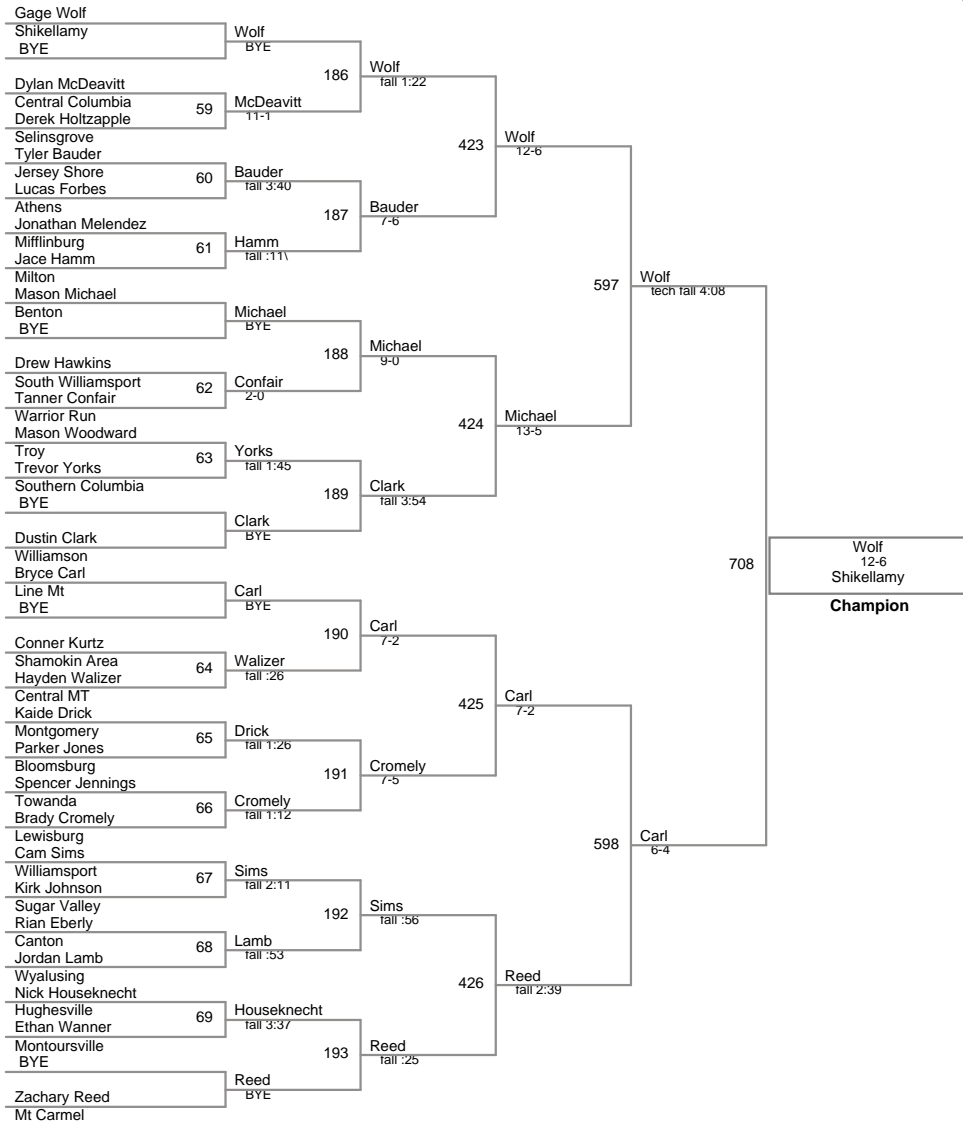 Gage Wolf
Shikellamy
BYE
Dylan McDeavitt
Central Columbia
Derek Holtzapple
Selinsgrove
Tyler Bauder
Jersey Shore
Lucas Forbes
Athens
Jonathan Melendez
Mifflinburg
Jace Hamm
Milton
Mason Michael
Benton
BYE
Drew Hawkins
South Williamsport
Tanner Confair
Warrior Run
Mason Woodward
Troy
Trevor Yorks
Southern Columbia
BYE
Dustin Clark
Williamson
Bryce Carl
Line Mt
BYE
Conner Kurtz
Shamokin Area
Hayden Walizer
Central MT
Kaide Drick
Montgomery
Parker Jones
Bloomsburg
Spencer Jennings
Towanda
Brady Cromely
Lewisburg
Cam Sims
Williamsport
Kirk Johnson
Sugar Valley
Rian Eberly
Canton
Jordan Lamb
Wyalusing
Nick Houseknecht
Hughesville
Ethan Wanner
Montoursville
BYE
Zachary Reed
Mt Carmel
59
60
61
62
63
64
65
66
67
68
69
Wolf
BYE
McDeavitt
11-1
Bauder
fall 3:40
Hamm
fall :11\
Michael
BYE
Confair
2-0
Yorks
fall 1:45
Clark
BYE
Carl
BYE
Walizer
fall :26
Drick
fall 1:26
Cromely
fall 1:12
Sims
fall 2:11
Lamb
fall :53
Houseknecht
fall 3:37
Reed
BYE
186
187
188
189
190
191
192
193
Wolf
fall 1:22
Bauder
7-6
Michael
9-0
Clark
fall 3:54
Carl
7-2
Cromely
7-5
Sims
fall :56
Reed
fall :25
423
424
425
426
Wolf
12-6
Michael
13-5
Carl
7-2
Reed
fall 2:39
597
598
Wolf
tech fall 4:08
Carl
6-4
708
Wolf
12-6
Shikellamy
Champion